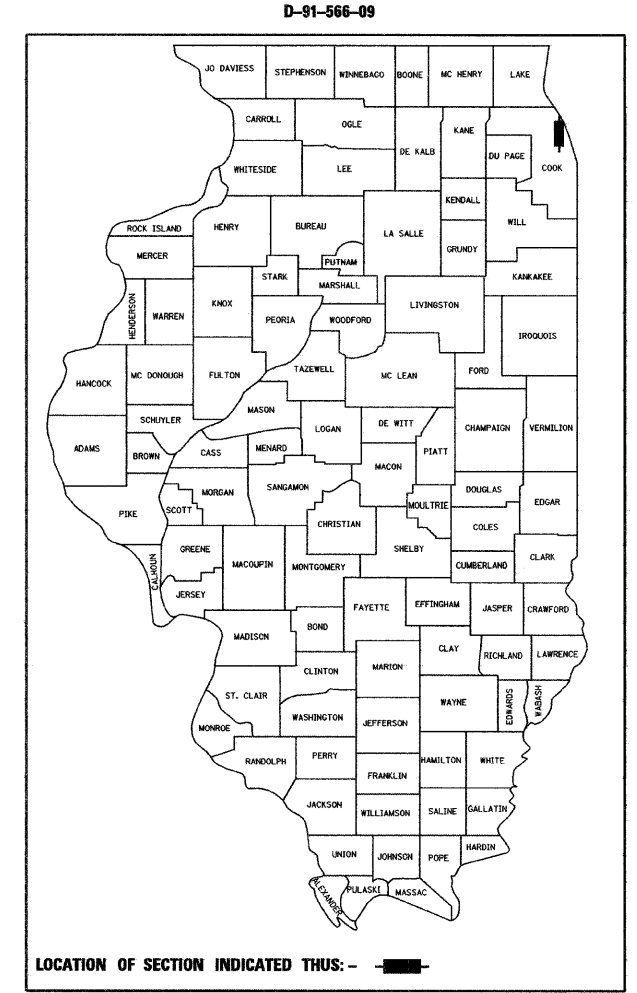 D-91-566-09
JO DAVIESS STEPHENSON WINNEBAGO BOONE MC HENRY LAKE
CARROLL OGLE DE KALB KANE DU PAGE COOK
WHITESIDE LEE KENDALL WILL
ROCK ISLAND HENRY BUREAU LA SALLE GRUNDY
MERCER STARK PUTNAM MARSHALL KANKAKEE
HENDERSON WARREN KNOX PEORIA WOODFORD LIVINGSTON IROQUOIS
HANCOCK MC DONOUGH FULTON TAZEWELL MC LEAN FORD
SCHUYLER MASON LOGAN DE WITT CHAMPAIGN VERMILION
ADAMS BROWN CASS MENARD MACON PIATT
PIKE SCOTT MORGAN SANGAMON CHRISTIAN MOULTRIE DOUGLAS EDGAR
COLES
CALHOUN GREENE MACOUPIN MONTGOMERY SHELBY CUMBERLAND CLARK
JERSEY FAYETTE EFFINGHAM JASPER CRAWFORD
MADISON BOND CLAY RICHLAND LAWRENCE
CLINTON MARION
ST. CLAIR WASHINGTON WAYNE EDWARDS WABASH
MONROE JEFFERSON
RANDOLPH PERRY FRANKLIN HAMILTON WHITE
JACKSON WILLIAMSON SALINE GALLATIN
UNION JOHNSON POPE HARDIN
ALEXANDER PULASKI MASSAC
LOCATION OF SECTION INDICATED THUS: -